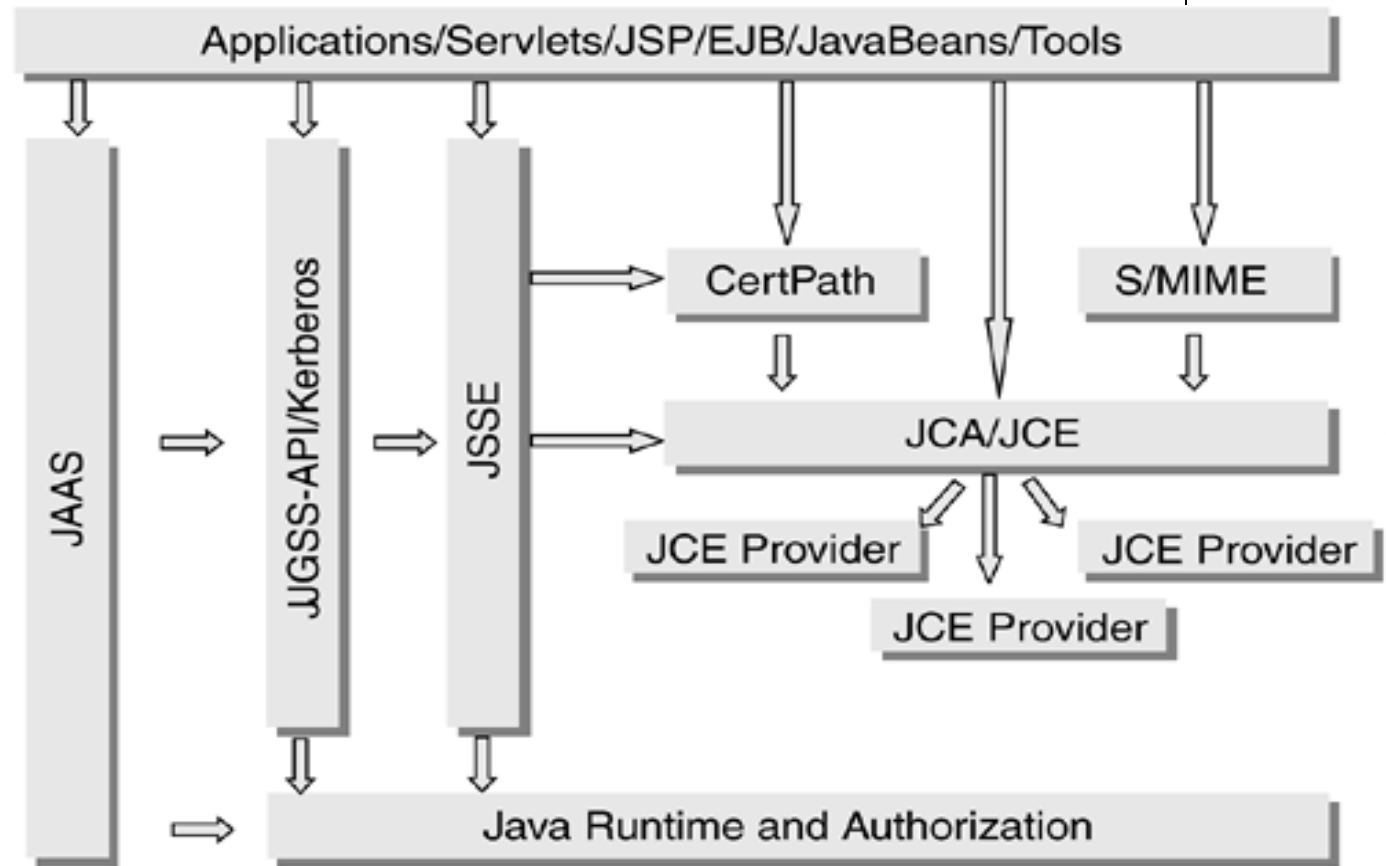 Applications/Servlets/JSP/EJB/JavaBeans/Tools
JAAS
JJGSS-API/Kerberos
JSSE
CertPath
S/MIME
JCA/JCE
JCE Provider
JCE Provider
JCE Provider
Java Runtime and Authorization